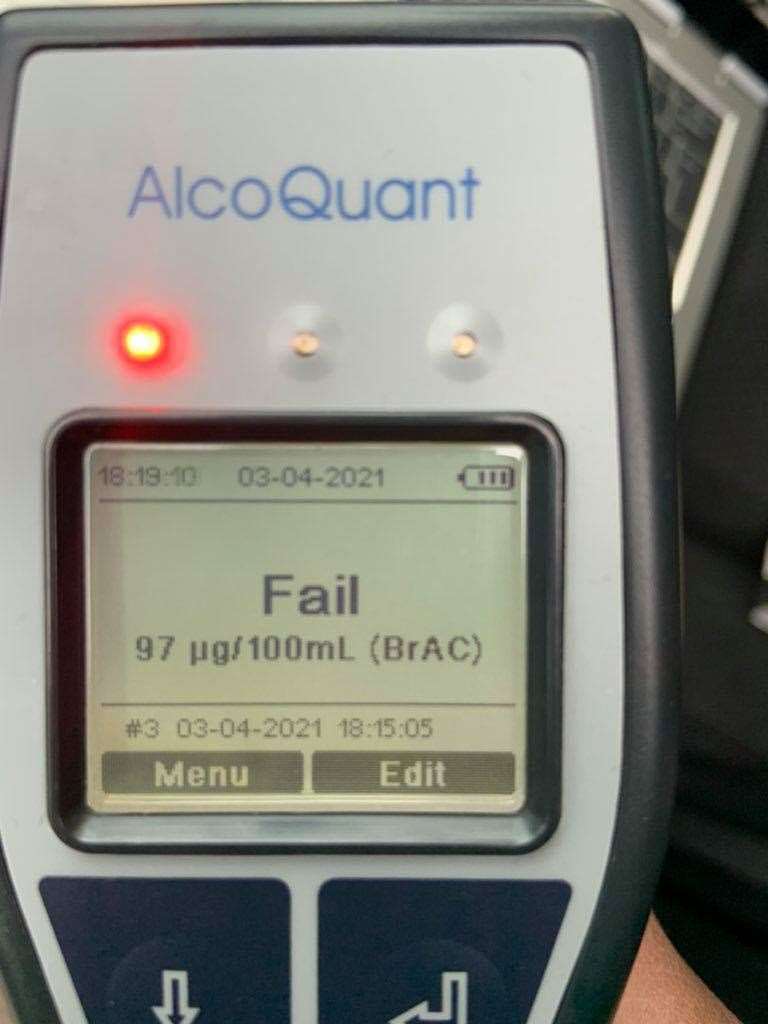 AlcoQuant
18:19:10 03-04-2021
Fail
97 µg/100mL (BrAC)
#3 03-04-2021 18:15:05
Menu Edit